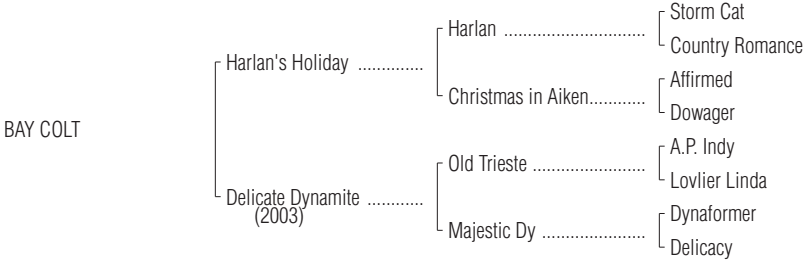 Storm Cat
Harlan ..............................
Country Romance
Harlan's Holiday ..............
Affirmed
Christmas in Aiken............
Dowager
BAY COLT
A.P. Indy
Old Trieste ........................
Lovlier Linda
Delicate Dynamite ............
(2003)
Dynaformer
Majestic Dy ......................
Delicacy